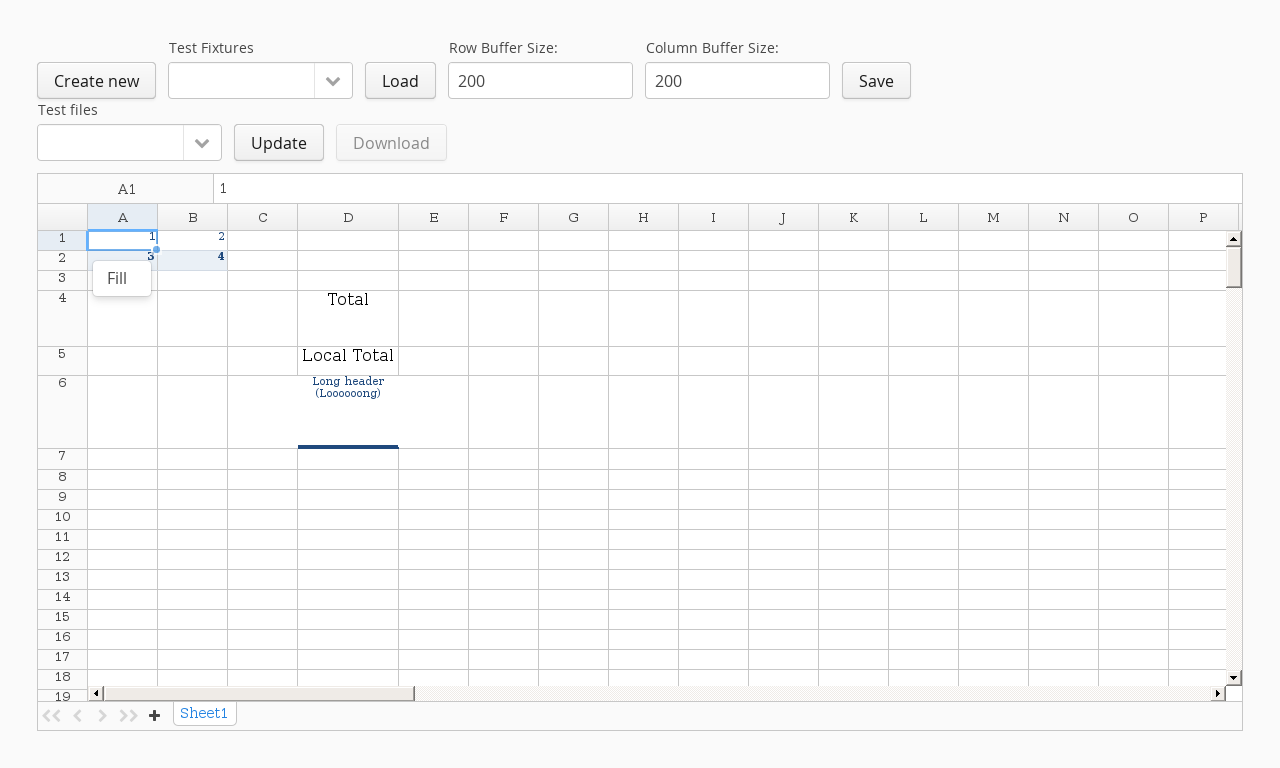 Test Fixtures Row Buffer Size: Column Buffer Size:
Create new Load 200 200 Save
Test files
Update Download
A1 1
A B C D E F G H I J K L M N O P
1 1 2
2 3 4
Fill
3
4 Total
5 Local Total
6 Long header
(Loooooong)
7
8
9
10
11
12
13
14
15
16
17
18
19
Sheet1